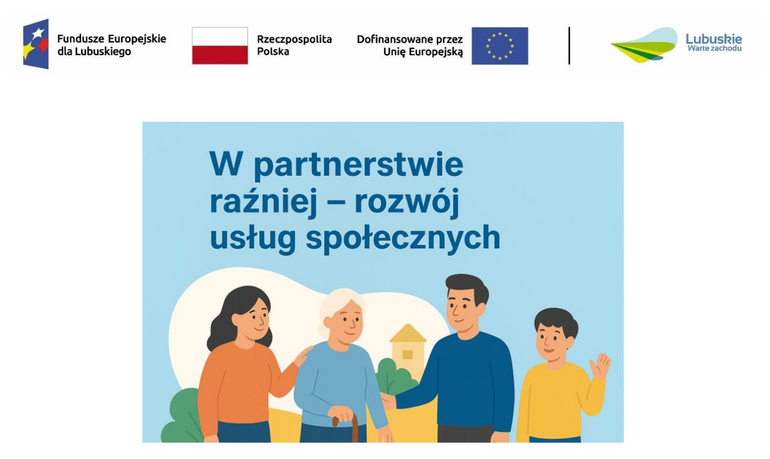 Fundusze Europejskie
dla Lubuskiego
Rzeczpospolita
Polska
Dofinansowane przez
Unię Europejską
Lubuskie
Warte zachodu
W partnerstwie
raźniej – rozwój
usług społecznych